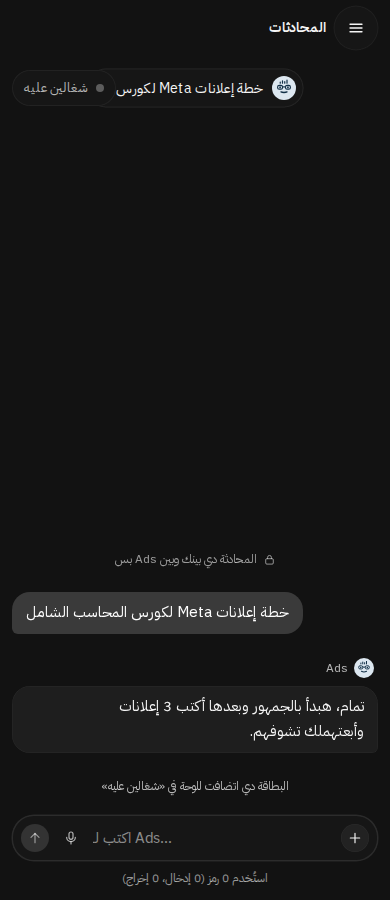 المحادثات
خطة إعلانات Meta لكورس
شغالين عليه
المحادثة دي بينك وبين Ads بس
خطة إعلانات Meta لكورس المحاسب الشامل
Ads
تمام، هبدأ بالجمهور وبعدها أكتب 3 إعلانات
وأبعتهملك تشوفهم.
البطاقة دي اتضافت للوحة في «شغالين عليه»
اكتب لـ Ads...
استُخدم 0 رمز (0 إدخال، 0 إخراج)